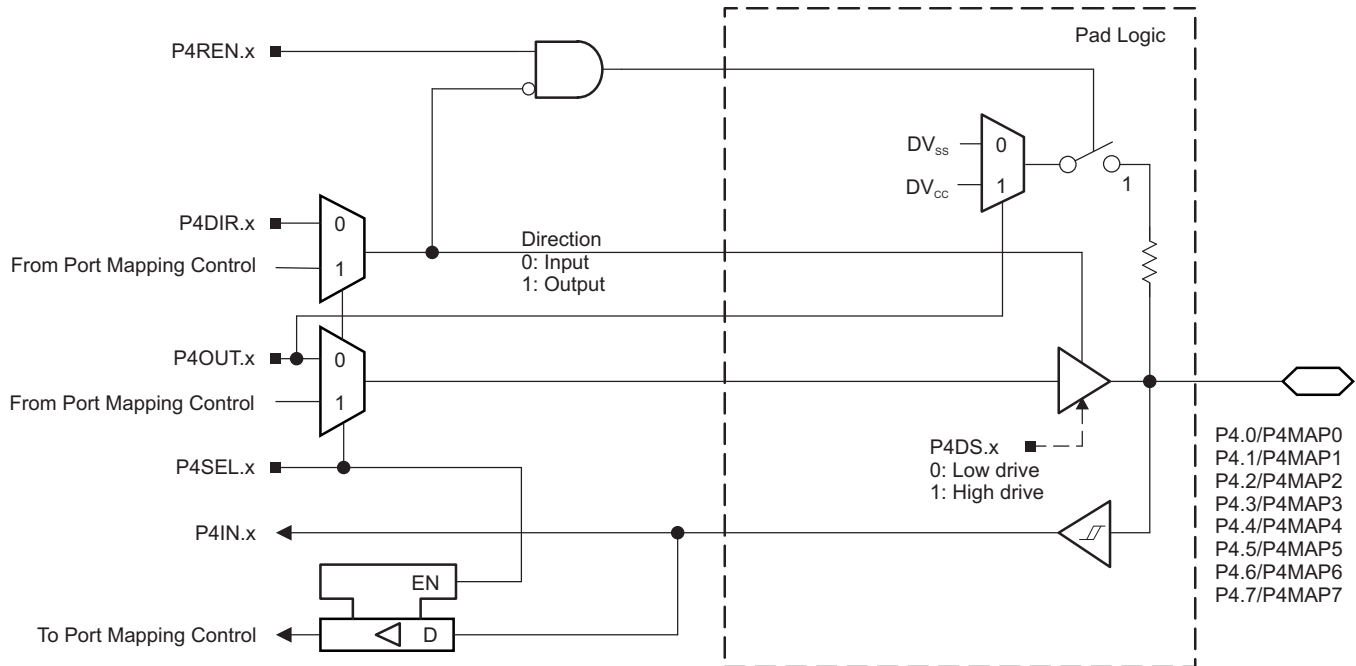 Pad Logic
P4REN.x
DVSS
0
DVCC
1
1
P4DIR.x
0
From Port Mapping Control
1
Direction
0: Input
1: Output
P4OUT.x
0
From Port Mapping Control
1
P4DS.x
0: Low drive
1: High drive
P4SEL.x
P4.0/P4MAP0
P4.1/P4MAP1
P4.2/P4MAP2
P4.3/P4MAP3
P4.4/P4MAP4
P4.5/P4MAP5
P4.6/P4MAP6
P4.7/P4MAP7
P4IN.x
EN
To Port Mapping Control
D